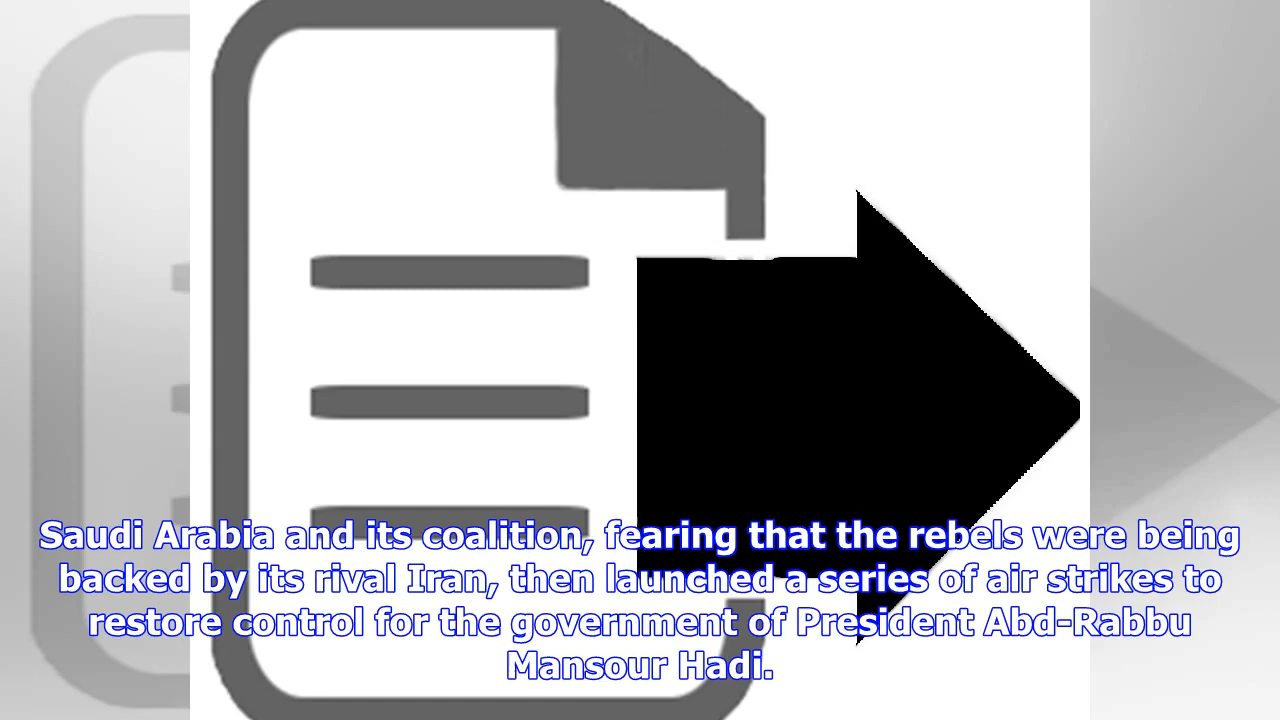 Saudi Arabia and its coalition, fearing that the rebels were being
backed by its rival Iran, then launched a series of air strikes to
restore control for the government of President Abd-Rabbu
Mansour Hadi.